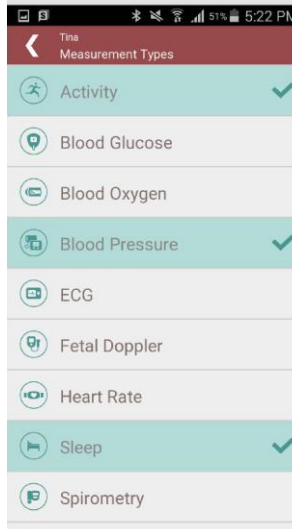 51% 5:22 PM
Tina
Measurement Types
Activity
Blood Glucose
Blood Oxygen
Blood Pressure
ECG
Fetal Doppler
Heart Rate
Sleep
Spirometry